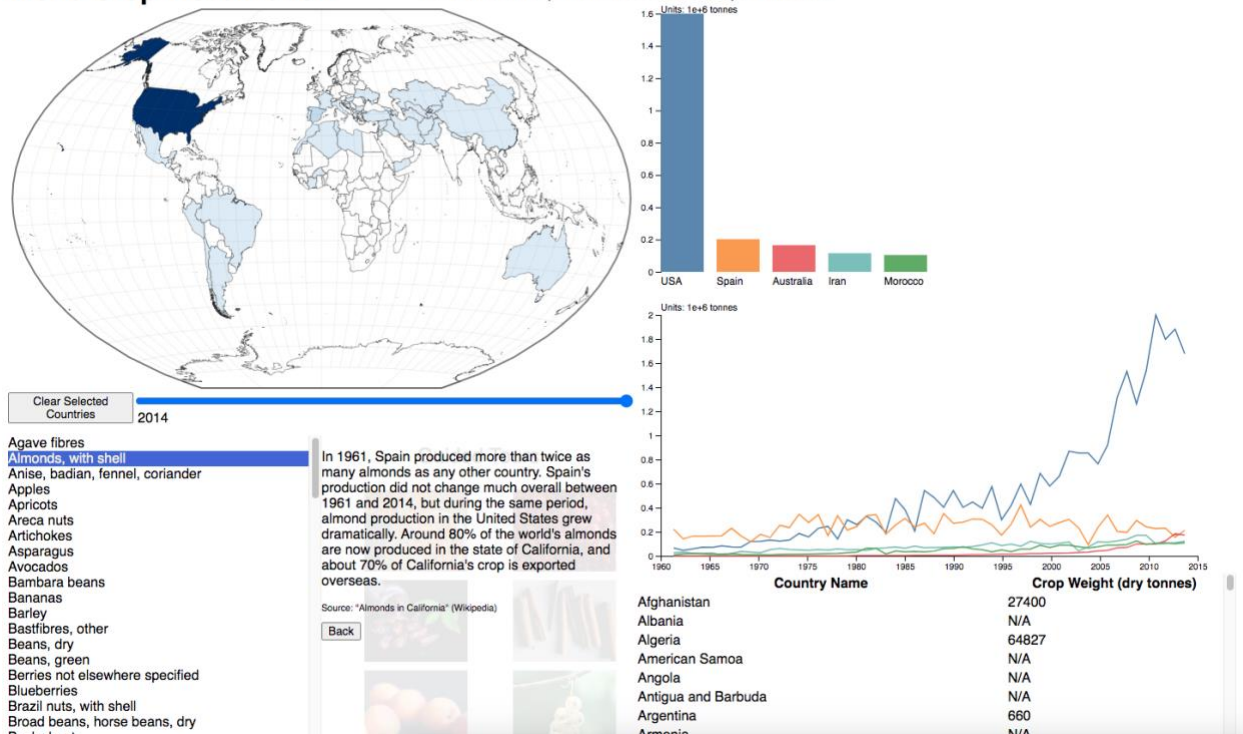 Units: 1e+6 tonnes
1.6
1.4
1.2
1
0.8
0.6
0.4
0.2
0
USA Spain Australia Iran Morocco
Units: 1e+6 tonnes
2
1.8
1.6
1.4
1.2
1
0.8
0.6
0.4
0.2
0
1960 1965 1970 1975 1980 1985 1990 1995 2000 2005 2010 2015
Clear Selected
Countries
2014
Agave fibres
Almonds, with shell
Anise, badian, fennel, coriander
Apples
Apricots
Areca nuts
Artichokes
Asparagus
Avocados
Bambara beans
Bananas
Barley
Bastfibres, other
Beans, dry
Beans, green
Berries not elsewhere specified
Blueberries
Brazil nuts, with shell
Broad beans, horse beans, dry
In 1961, Spain produced more than twice as
many almonds as any other country. Spain's
production did not change much overall between
1961 and 2014, but during the same period,
almond production in the United States grew
dramatically. Around 80% of the world's almonds
are now produced in the state of California, and
about 70% of California's crop is exported
overseas.
Source: "Almonds in California" (Wikipedia)
Back
Country Name Crop Weight (dry tonnes)
Afghanistan 27400
Albania N/A
Algeria 64827
American Samoa N/A
Angola N/A
Antigua and Barbuda N/A
Argentina 660
Armenia N/A